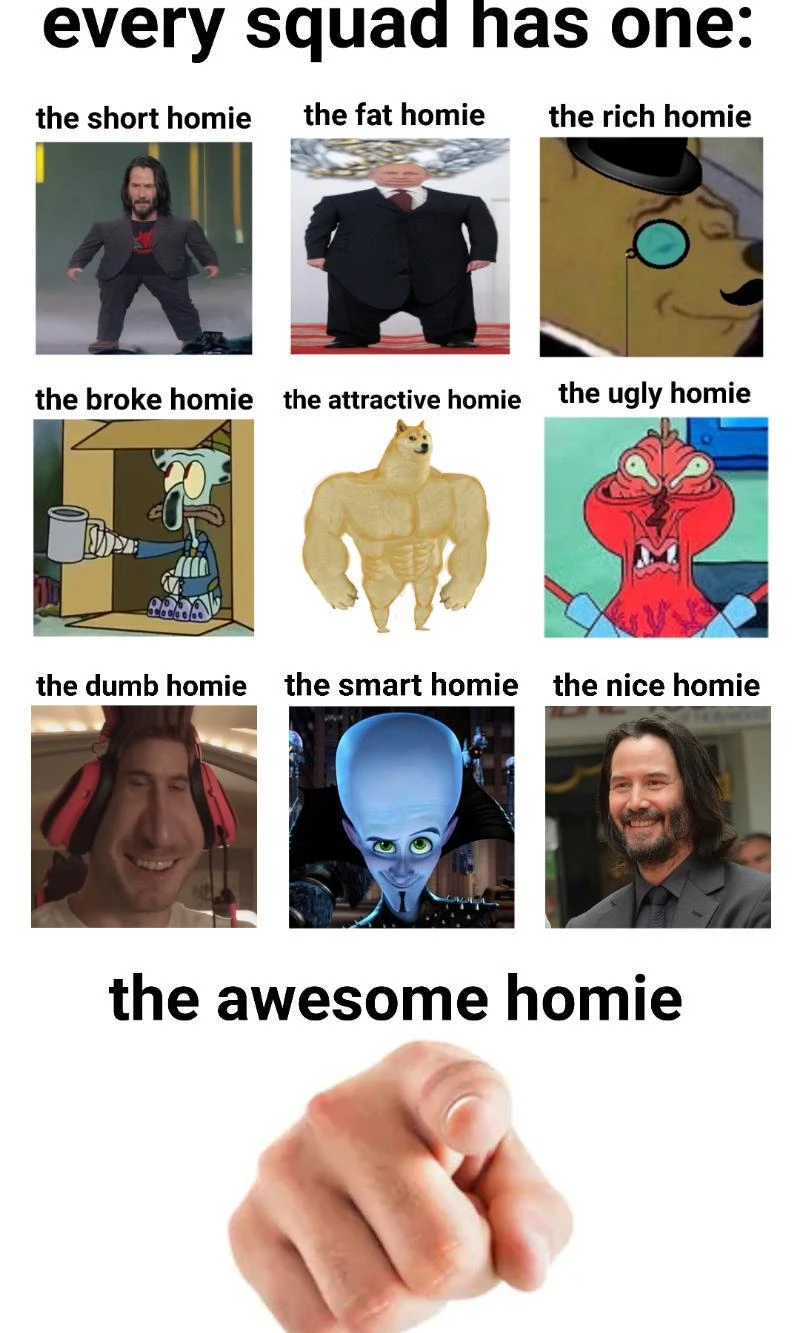 every squad has one:
the short homie
the fat homie
the rich homie
the broke homie
the attractive homie
the ugly homie
the dumb homie
the smart homie
the nice homie
the awesome homie